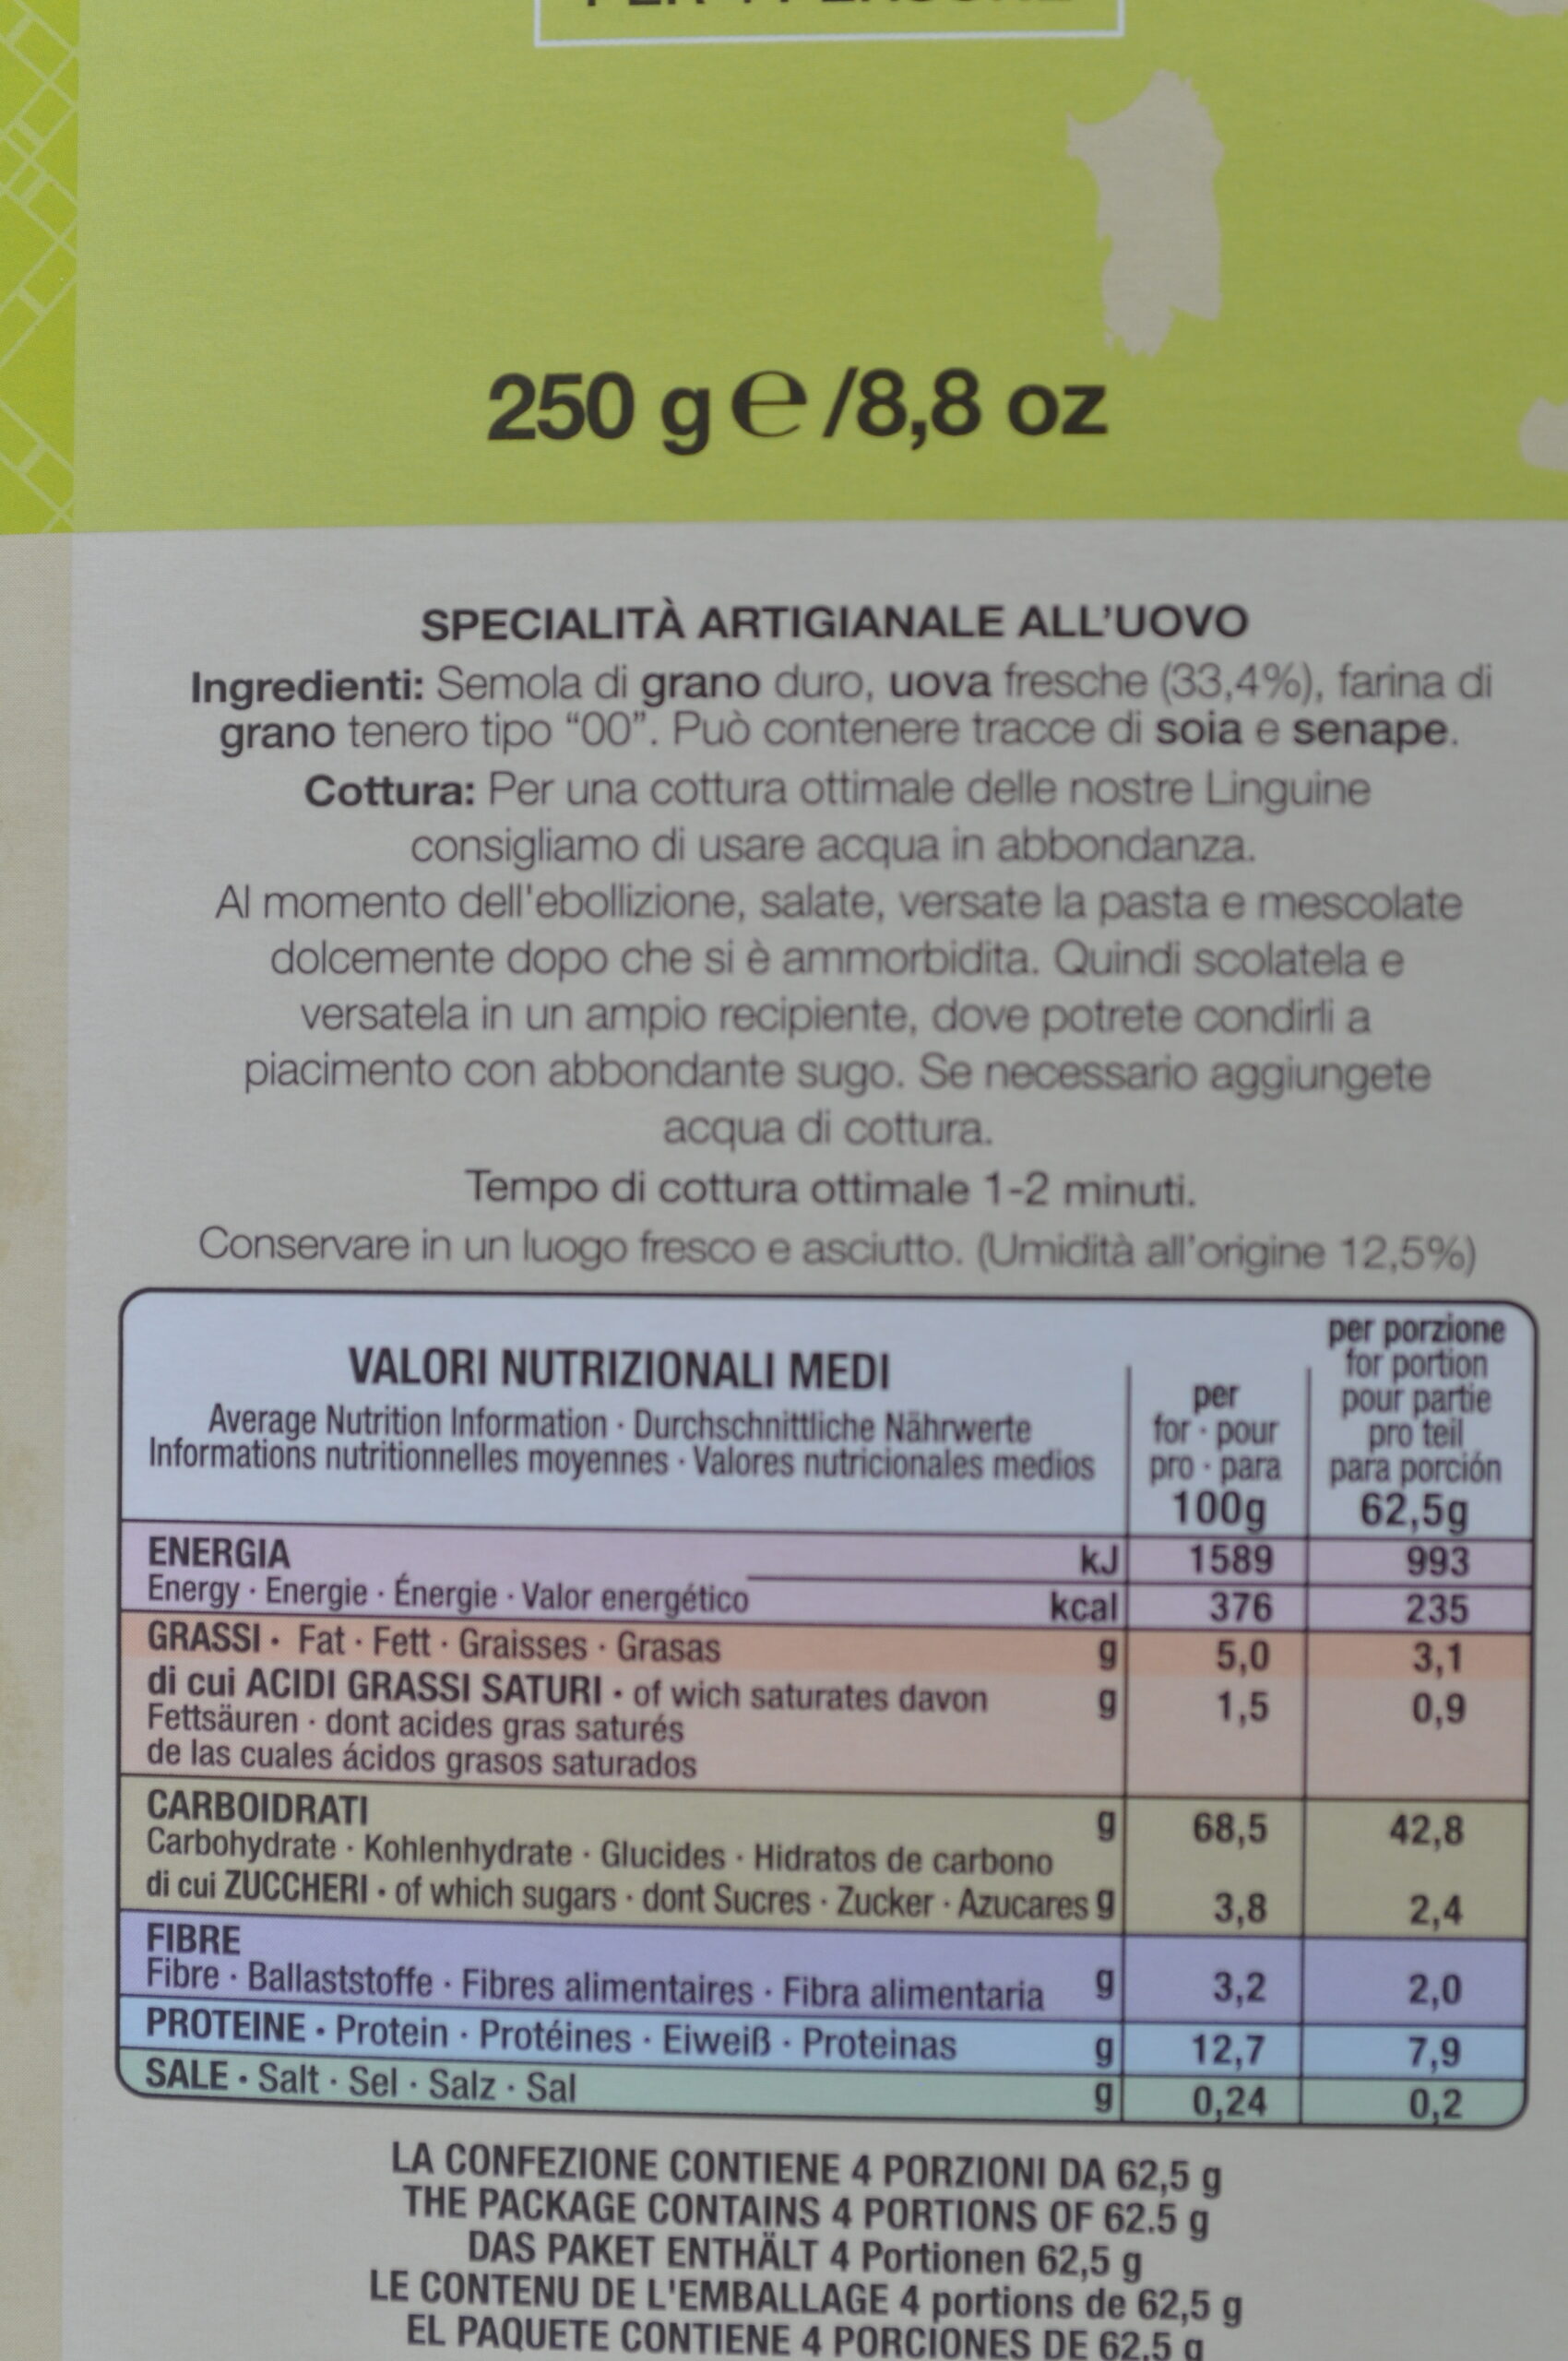 PER 4 PERSONE
250 g ℮ /8,8 oz
SPECIALITÀ ARTIGIANALE ALL'UOVO
Ingredienti: Semola di grano duro, uova fresche (33,4%), farina di
grano tenero tipo “00”. Può contenere tracce di soia e senape.
Cottura: Per una cottura ottimale delle nostre Linguine
consigliamo di usare acqua in abbondanza.
Al momento dell'ebollizione, salate, versate la pasta e mescolate
dolcemente dopo che si è ammorbidita. Quindi scolatela e
versatela in un ampio recipiente, dove potrete condirli a
piacimento con abbondante sugo. Se necessario aggiungete
acqua di cottura.
Tempo di cottura ottimale 1-2 minuti.
Conservare in un luogo fresco e asciutto. (Umidità all'origine 12,5%)
VALORI NUTRIZIONALI MEDI
Average Nutrition Information · Durchschnittliche Nährwerte
Informations nutritionnelles moyennes · Valores nutricionales medios
per
for · pour
pro · para
100g
per porzione
for portion
pour partie
pro teil
para porción
62,5g
ENERGIA kJ 1589 993
Energy · Energie · Énergie · Valor energético kcal 376 235
GRASSI · Fat · Fett · Graisses · Grasas g 5,0 3,1
di cui ACIDI GRASSI SATURI · of wich saturates davon g 1,5 0,9
Fettsäuren · dont acides gras saturés
de las cuales ácidos grasos saturados
CARBOIDRATI g 68,5 42,8
Carbohydrate · Kohlenhydrate · Glucides · Hidratos de carbono
di cui ZUCCHERI · of which sugars · dont Sucres · Zucker · Azucares g 3,8 2,4
FIBRE
Fibre · Ballaststoffe · Fibres alimentaires · Fibra alimentaria g 3,2 2,0
PROTEINE · Protein · Protéines · Eiweiß · Proteinas g 12,7 7,9
SALE · Salt · Sel · Salz · Sal g 0,24 0,2
LA CONFEZIONE CONTIENE 4 PORZIONI DA 62,5 g
THE PACKAGE CONTAINS 4 PORTIONS OF 62.5 g
DAS PAKET ENTHÄLT 4 Portionen 62,5 g
LE CONTENU DE L'EMBALLAGE 4 portions de 62,5 g
EL PAQUETE CONTIENE 4 PORCIONES DE 62,5 g